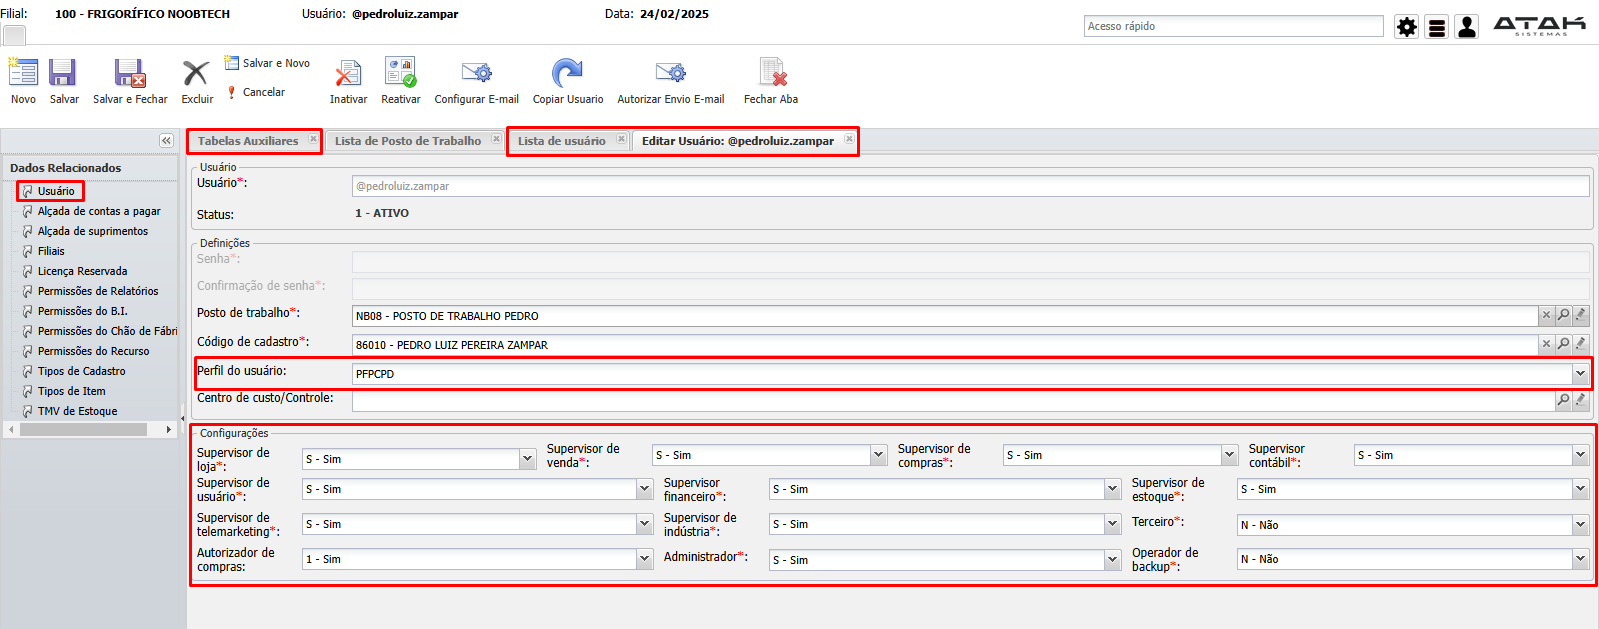 Filial: 100 - FRIGORÍFICO NOOBTECH Usuário: @pedroluiz.zampar Data: 24/02/2025
Acesso rápido
ATAK
SISTEMAS
Novo
Salvar
Salvar e Fechar
Excluir
Salvar e Novo
Cancelar
Inativar
Reativar
Configurar E-mail
Copiar Usuario
Autorizar Envio E-mail
Fechar Aba
Tabelas Auxiliares
Lista de Posto de Trabalho
Lista de usuário
Editar Usuário: @pedroluiz.zampar
Dados Relacionados
Usuário
Alçada de contas a pagar
Alçada de suprimentos
Filiais
Licença Reservada
Permissões de Relatórios
Permissões do B.I.
Permissões do Chão de Fábri
Permissões do Recurso
Tipos de Cadastro
Tipos de Item
TMV de Estoque
Usuário
Usuário*: @pedroluiz.zampar
Status: 1 - ATIVO
Definições
Senha*:
Confirmação de senha*:
Posto de trabalho*: NB08 - POSTO DE TRABALHO PEDRO
Código de cadastro*: 86010 - PEDRO LUIZ PEREIRA ZAMPAR
Perfil do usuário: PFPCPD
Centro de custo/Controle:
Configurações
Supervisor de loja*: S - Sim
Supervisor de venda*: S - Sim
Supervisor de compras*: S - Sim
Supervisor contábil*: S - Sim
Supervisor de usuário*: S - Sim
Supervisor financeiro*: S - Sim
Supervisor de estoque*: S - Sim
Supervisor de telemarketing*: S - Sim
Supervisor de indústria*: S - Sim
Terceiro*: N - Não
Autorizador de compras: 1 - Sim
Administrador*: S - Sim
Operador de backup*: N - Não